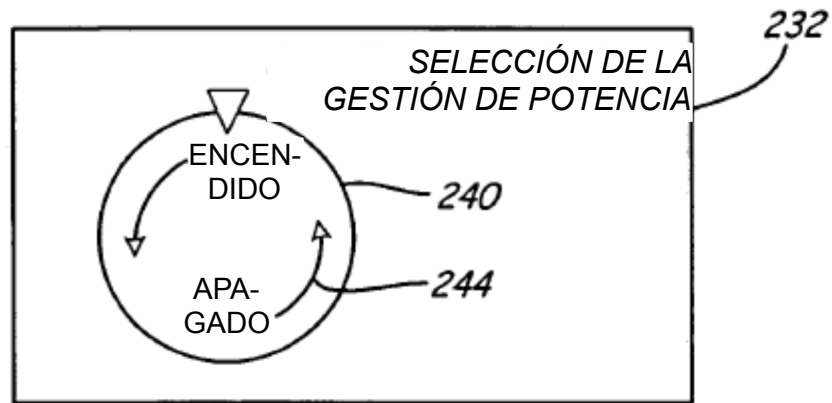 232
SELECCIÓN DE LA
GESTIÓN DE POTENCIA
ENCEN-
DIDO
240
APA-
GADO
244